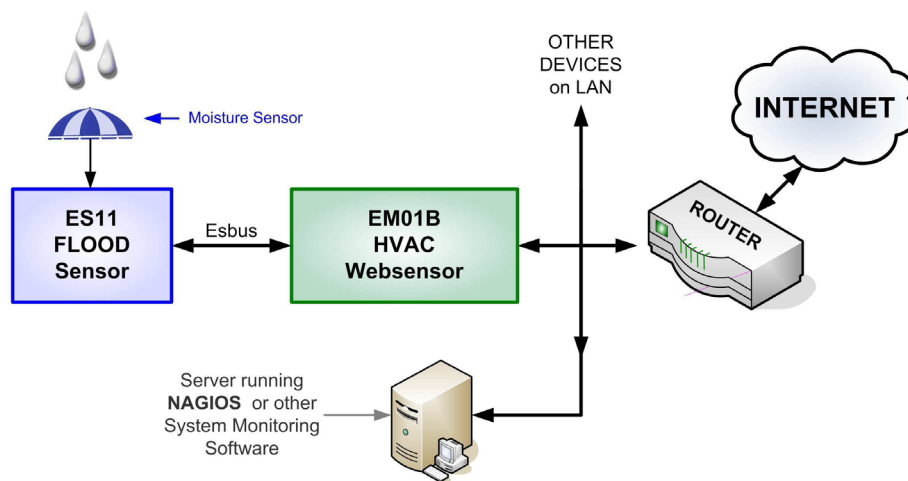 OTHER
DEVICES
on LAN
INTERNET
Moisture Sensor
ES11
FLOOD
Sensor
Esbus
EM01B
HVAC
Websensor
ROUTER
Server running
NAGIOS or other
System Monitoring
Software